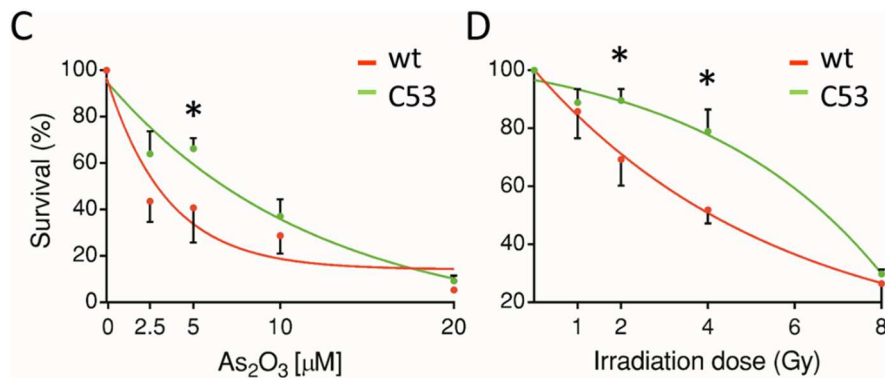 C
wt
C53
*
Survival (%)
100
80
60
40
20
0
0 2.5 5 10 20
As₂O₃ [µM]
D
wt
C53
* *
100
80
60
40
20
1 2 4 6 8
Irradiation dose (Gy)